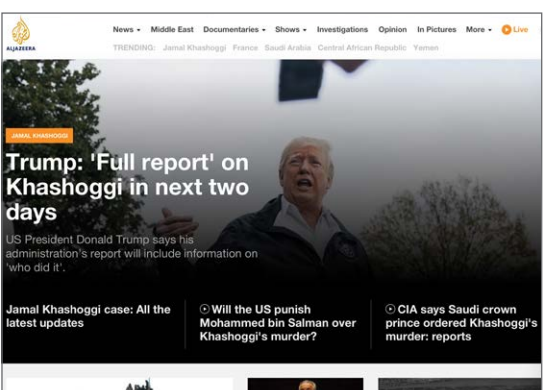 ALJAZEERA
News Middle East Documentaries Shows Investigations Opinion In Pictures More Live
TRENDING: Jamal Khashoggi France Saudi Arabia Central African Republic Yemen
JAMAL KHASHOGGI
Trump: 'Full report' on
Khashoggi in next two
days
US President Donald Trump says his
administration's report will include information on
'who did it'.
Jamal Khashoggi case: All the
latest updates
Will the US punish
Mohammed bin Salman over
Khashoggi's murder?
CIA says Saudi crown
prince ordered Khashoggi's
murder: reports